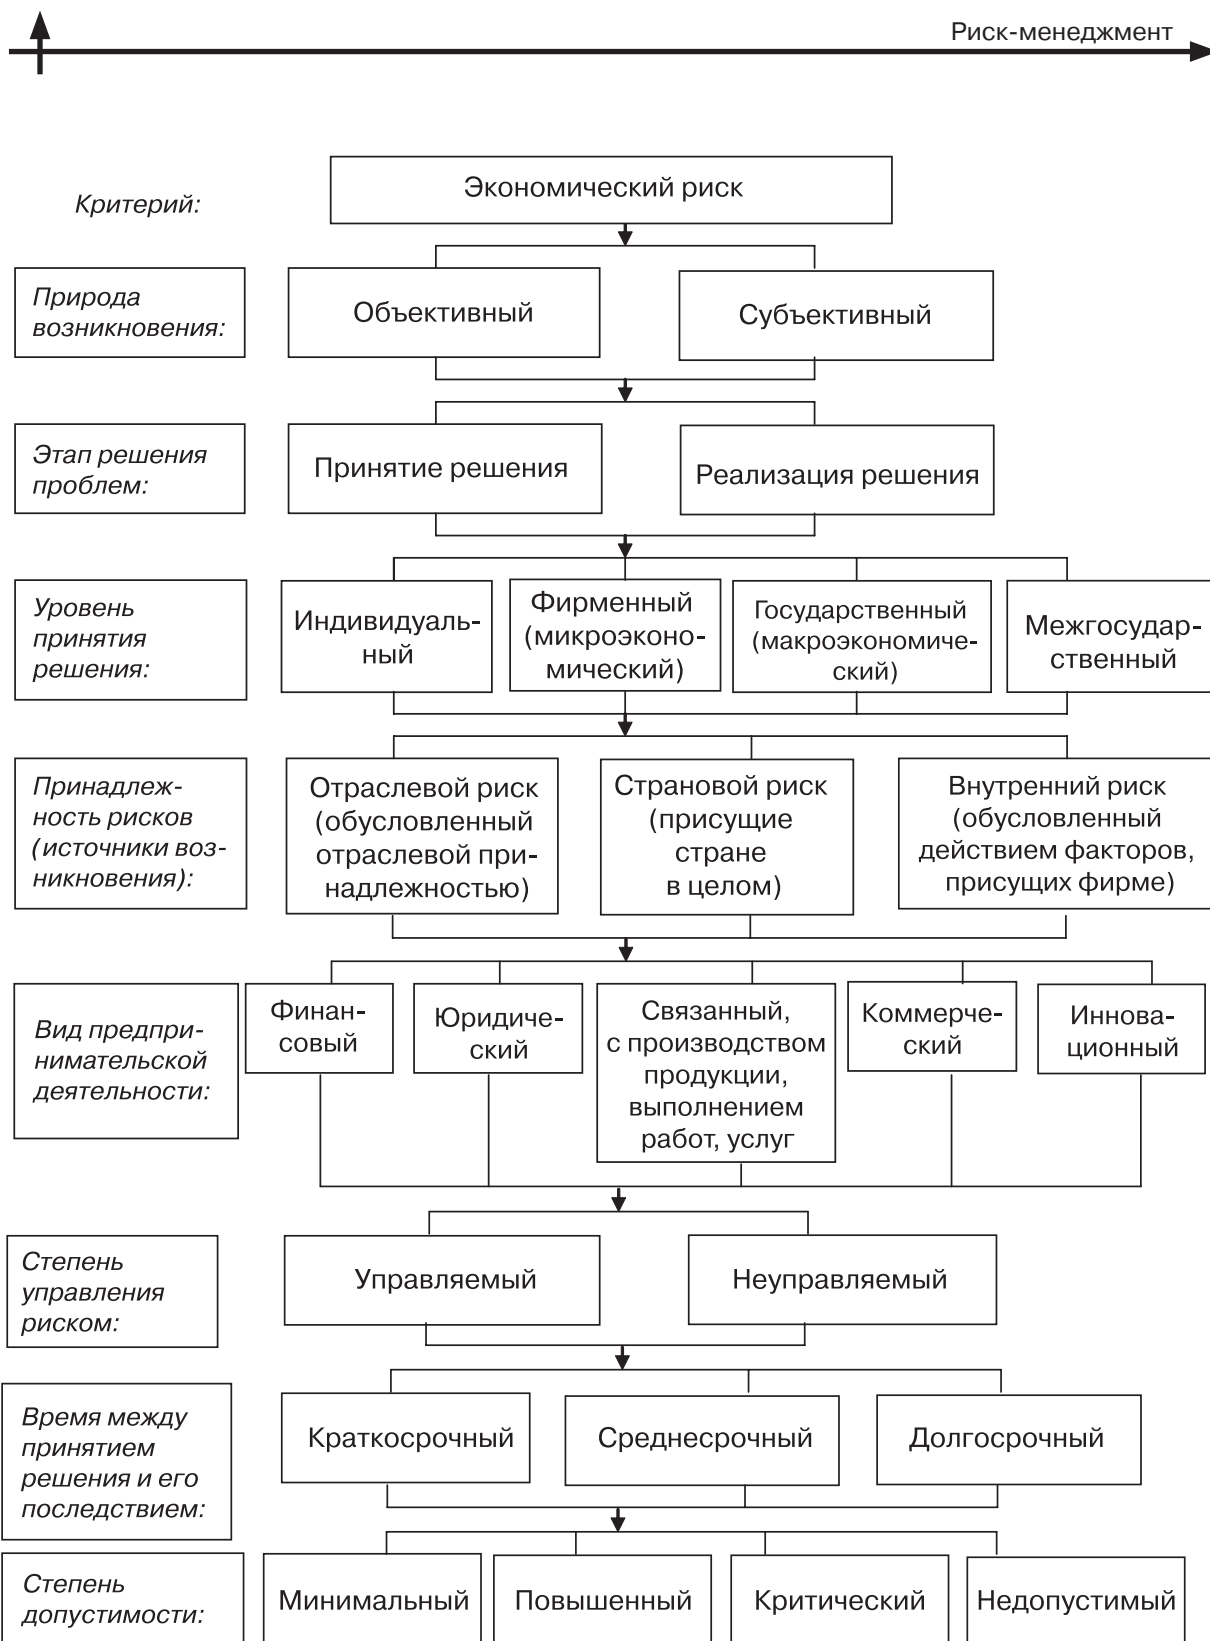 Риск-менеджмент
Экономический риск
Критерий:
Природа
возникновения:
Объективный
Субъективный
Этап решения
проблем:
Принятие решения
Реализация решения
Уровень
принятия
решения:
Индивидуаль-
ный
Фирменный
(микроэконо-
мический)
Государственный
(макроэкономиче-
ский)
Межгосудар-
ственный
Принадлеж-
ность рисков
(источники воз-
никновения):
Отраслевой риск
(обусловленный
отраслевой при-
надлежностью)
Страновой риск
(присущие
стране
в целом)
Внутренний риск
(обусловленный
действием факторов,
присущих фирме)
Вид предпри-
нимательской
деятельности:
Финан-
совый
Юридиче-
ский
Связанный,
с производством
продукции,
выполнением
работ, услуг
Коммерче-
ский
Иннова-
ционный
Степень
управления
риском:
Управляемый
Неуправляемый
Время между
принятием
решения и его
последствием:
Краткосрочный
Среднесрочный
Долгосрочный
Степень
допустимости:
Минимальный
Повышенный
Критический
Недопустимый